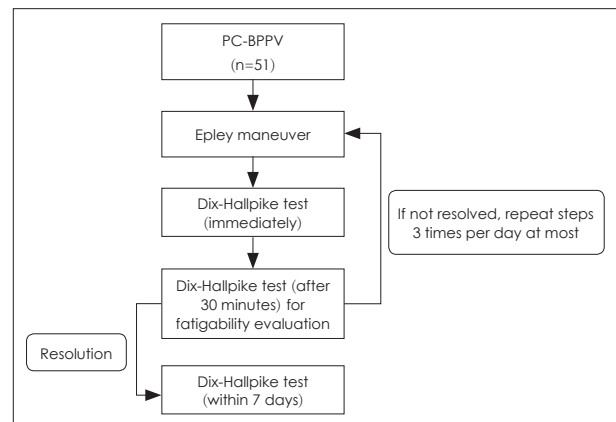 PC-BPPV
(n=51)
Epley maneuver
Dix-Hallpike test
(immediately)
If not resolved, repeat steps
3 times per day at most
Dix-Hallpike test (after
30 minutes) for
fatigability evaluation
Resolution
Dix-Hallpike test
(within 7 days)